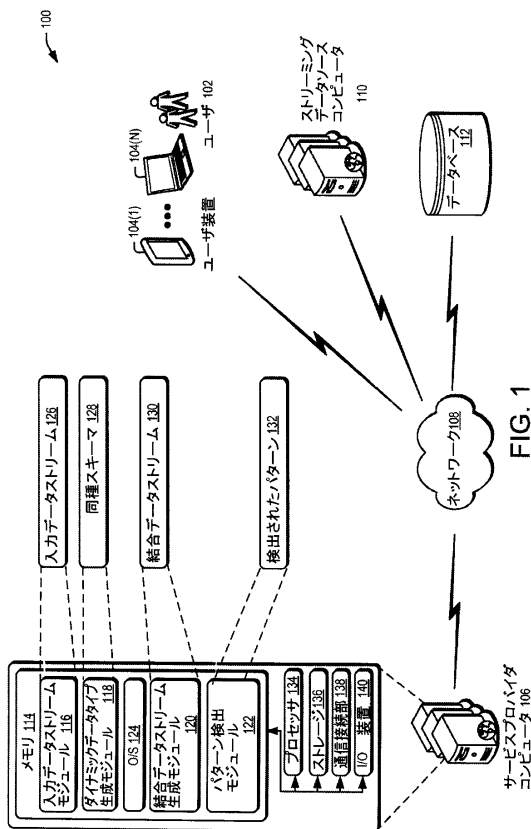 100
メモリ 114
入力データストリーム
モジュール 116
ダイナミックデータタイプ
生成モジュール 118
O/S 124
結合データストリーム
生成モジュール 120
パターン検出
モジュール 122
プロセッサ 134
ストレージ 136
通信接続部 138
I/O 装置 140
入力データストリーム 126
同種スキーマ 128
結合データストリーム 130
検出されたパターン 132
104(1)
104(N)
ユーザ装置
ユーザ 102
ストリーミング
データソース
コンピュータ
110
データベース
112
ネットワーク 108
サービスプロバイダ
コンピュータ 106
FIG. 1